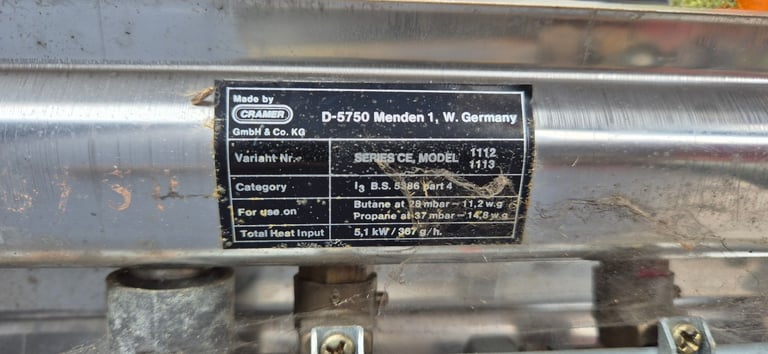 Made by
CRAMER
GmbH & Co. KG
D-5750 Menden 1, W. Germany
Variant Nr.
SERIES CE, MODEL 1112
1113
Category
I3 B.S. 5386 part 4
For use on
Butane at 28 mbar – 11,2 w.g
Propane at 37 mbar – 14,8 w.g
Total Heat Input
5,1 kW / 367 g/h.